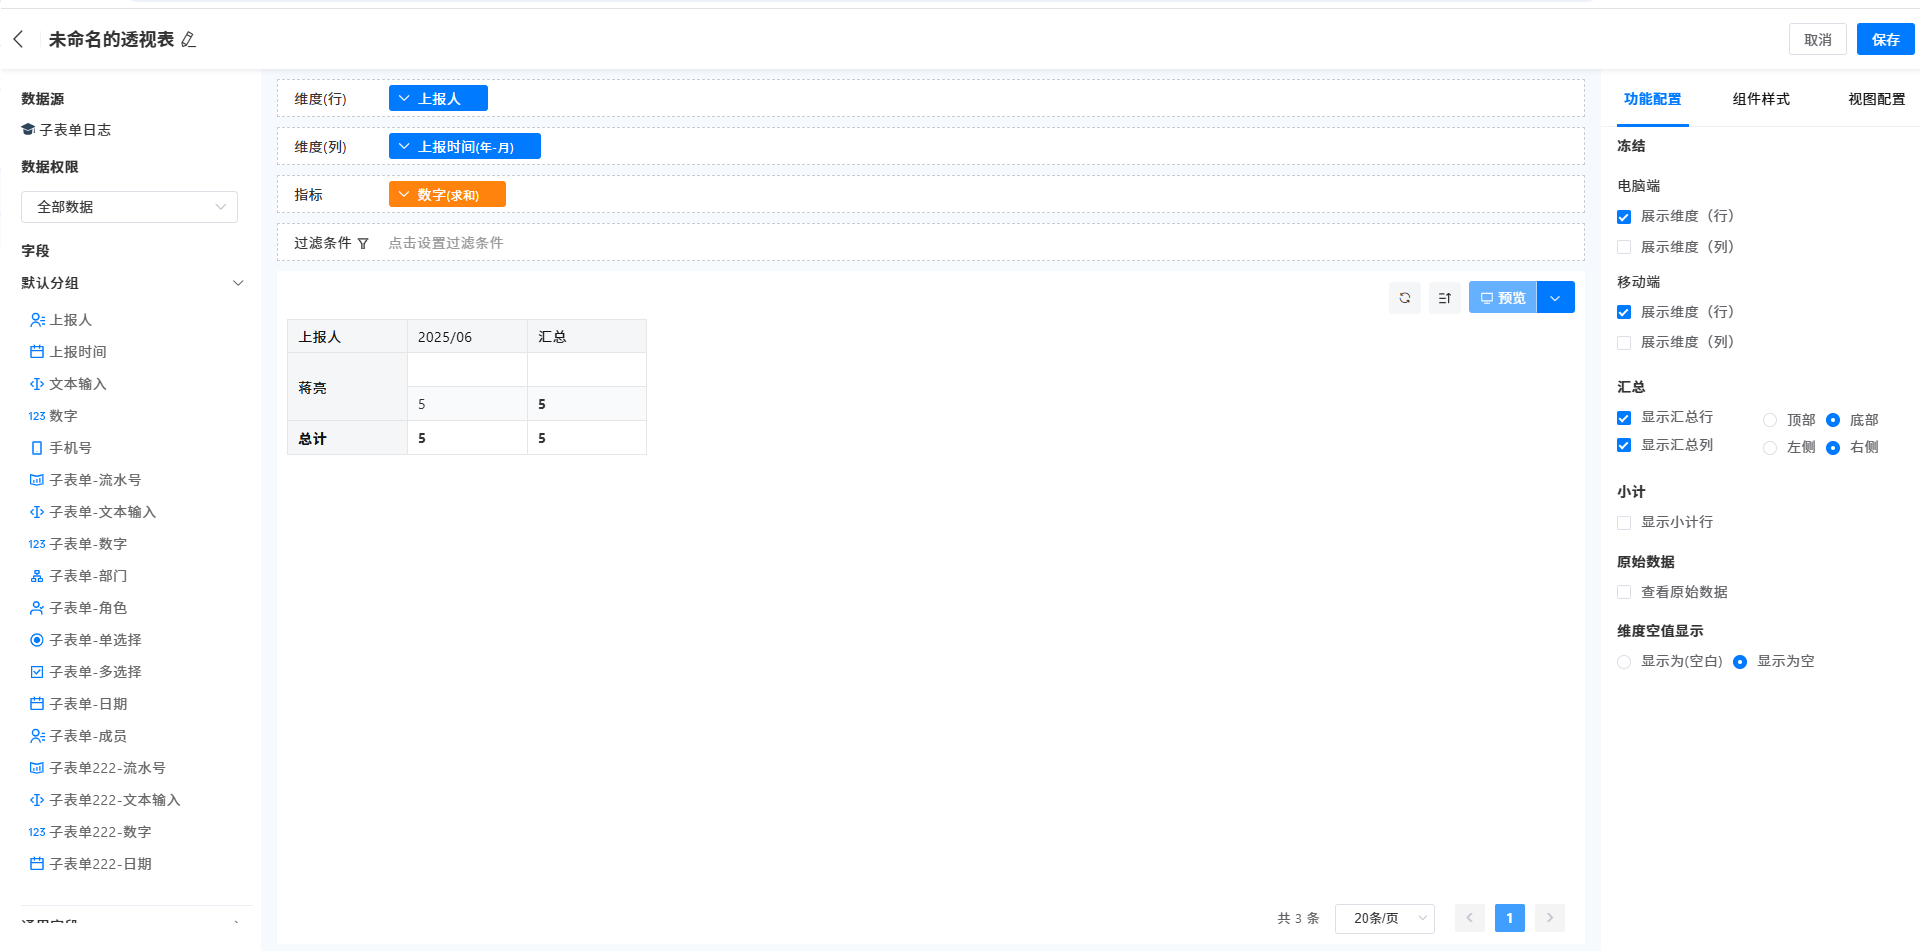 未命名的透视表
取消
保存
数据源
子表单日志
数据权限
全部数据
字段
默认分组
上报人
上报时间
文本输入
123 数字
手机号
子表单-流水号
子表单-文本输入
123 子表单-数字
子表单-部门
子表单-角色
子表单-单选择
子表单-多选择
子表单-日期
子表单-成员
子表单222-流水号
子表单222-文本输入
123 子表单222-数字
子表单222-日期
维度(行)
上报人
维度(列)
上报时间(年-月)
指标
数字(求和)
过滤条件
点击设置过滤条件
预览
上报人 2025/06 汇总
蒋亮
5 5
总计 5 5
共 3 条
20条/页
1
功能配置 组件样式 视图配置
冻结
电脑端
展示维度（行）
展示维度（列）
移动端
展示维度（行）
展示维度（列）
汇总
显示汇总行 顶部 底部
显示汇总列 左侧 右侧
小计
显示小计行
原始数据
查看原始数据
维度空值显示
显示为(空白) 显示为空